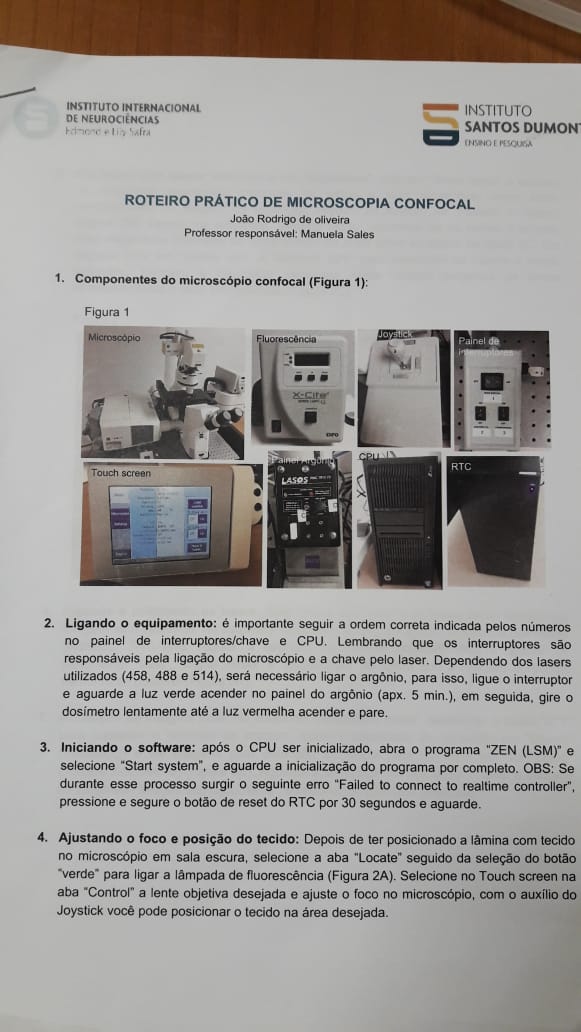 INSTITUTO INTERNACIONAL
DE NEUROCIÊNCIAS
Edmond e Lily Safra
INSTITUTO
SANTOS DUMONT
ENSINO E PESQUISA
ROTEIRO PRÁTICO DE MICROSCOPIA CONFOCAL
João Rodrigo de oliveira
Professor responsável: Manuela Sales
1. Componentes do microscópio confocal (Figura 1):
Figura 1
Microscópio
Fluorescência
Joystick
Painel de
interruptores
X-Cite
EXFO
Touch screen
Painel Argônio
LASOS
CPU
RTC
2. Ligando o equipamento: é importante seguir a ordem correta indicada pelos números
no painel de interruptores/chave e CPU. Lembrando que os interruptores são
responsáveis pela ligação do microscópio e a chave pelo laser. Dependendo dos lasers
utilizados (458, 488 e 514), será necessário ligar o argônio, para isso, ligue o interruptor
e aguarde a luz verde acender no painel do argônio (apx. 5 min.), em seguida, gire o
dosímetro lentamente até a luz vermelha acender e pare.
3. Iniciando o software: após o CPU ser inicializado, abra o programa “ZEN (LSM)” e
selecione “Start system”, e aguarde a inicialização do programa por completo. OBS: Se
durante esse processo surgir o seguinte erro “Failed to connect to realtime controller”,
pressione e segure o botão de reset do RTC por 30 segundos e aguarde.
4. Ajustando o foco e posição do tecido: Depois de ter posicionado a lâmina com tecido
no microscópio em sala escura, selecione a aba “Locate” seguido da seleção do botão
“verde” para ligar a lâmpada de fluorescência (Figura 2A). Selecione no Touch screen na
aba “Control” a lente objetiva desejada e ajuste o foco no microscópio, com o auxílio do
Joystick você pode posicionar o tecido na área desejada.